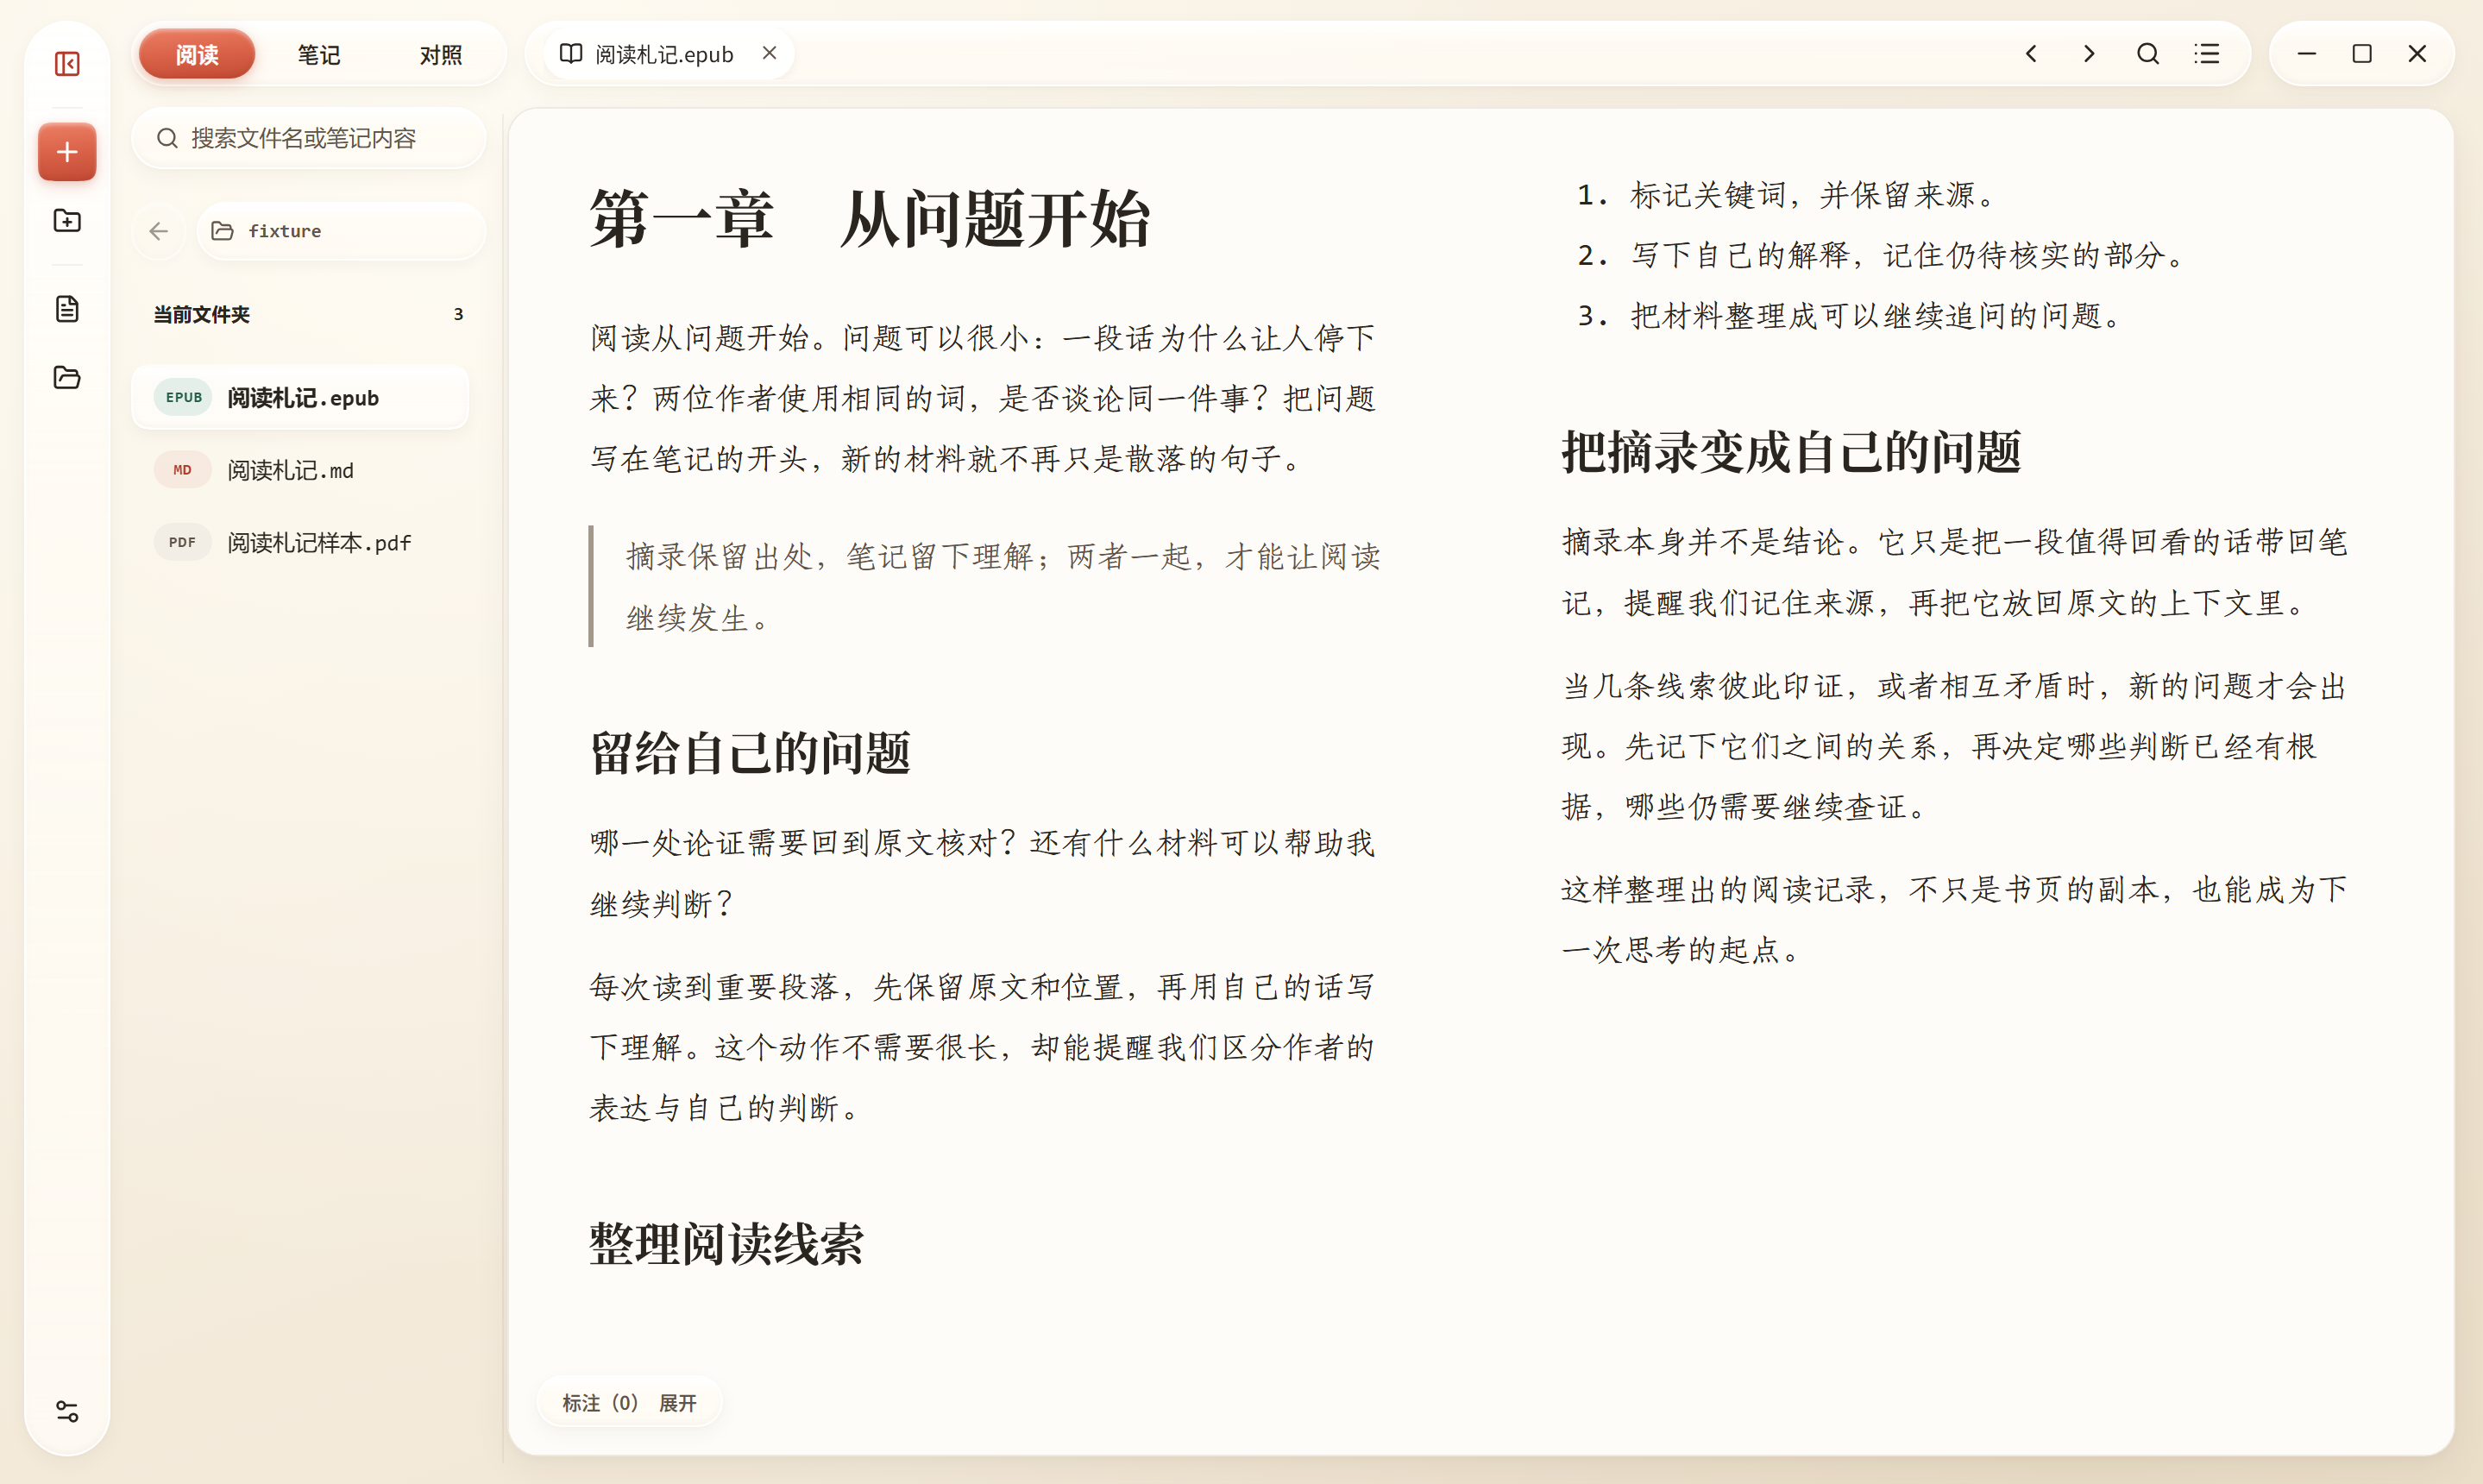 阅读
笔记
对照
阅读札记.epub
搜索文件名或笔记内容
fixture
当前文件夹
3
EPUB 阅读札记.epub
MD 阅读札记.md
PDF 阅读札记样本.pdf
第一章　从问题开始
阅读从问题开始。问题可以很小：一段话为什么让人停下
来？两位作者使用相同的词，是否谈论同一件事？把问题
写在笔记的开头，新的材料就不再只是散落的句子。
摘录保留出处，笔记留下理解；两者一起，才能让阅读
继续发生。
留给自己的问题
哪一处论证需要回到原文核对？还有什么材料可以帮助我
继续判断？
每次读到重要段落，先保留原文和位置，再用自己的话写
下理解。这个动作不需要很长，却能提醒我们区分作者的
表达与自己的判断。
整理阅读线索
1. 标记关键词，并保留来源。
2. 写下自己的解释，记住仍待核实的部分。
3. 把材料整理成可以继续追问的问题。
把摘录变成自己的问题
摘录本身并不是结论。它只是把一段值得回看的话带回笔
记，提醒我们记住来源，再把它放回原文的上下文里。
当几条线索彼此印证，或者相互矛盾时，新的问题才会出
现。先记下它们之间的关系，再决定哪些判断已经有根
据，哪些仍需要继续查证。
这样整理出的阅读记录，不只是书页的副本，也能成为下
一次思考的起点。
标注（0） 展开